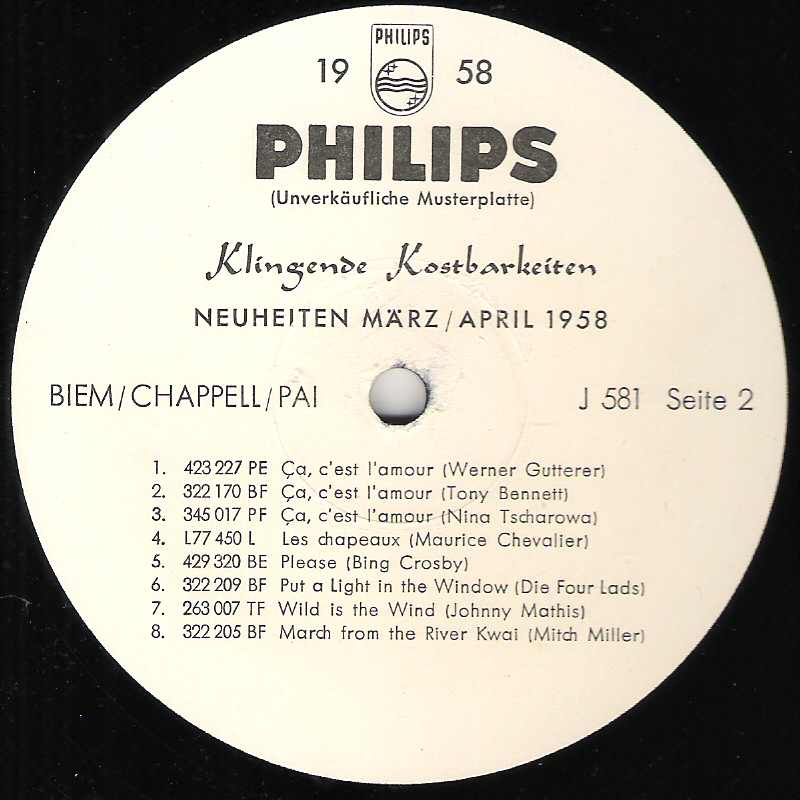 PHILIPS
19 58
PHILIPS
(Unverkäufliche Musterplatte)
Klingende Kostbarkeiten
NEUHEITEN MÄRZ/APRIL 1958
BIEM/CHAPPELL/PAI J 581 Seite 2
1. 423 227 PE Ça, c'est l'amour (Werner Gutterer)
2. 322 170 BF Ça, c'est l'amour (Tony Bennett)
3. 345 017 PF Ça, c'est l'amour (Nina Tscharowa)
4. L77 450 L Les chapeaux (Maurice Chevalier)
5. 429 320 BE Please (Bing Crosby)
6. 322 209 BF Put a Light in the Window (Die Four Lads)
7. 263 007 TF Wild is the Wind (Johnny Mathis)
8. 322 205 BF March from the River Kwai (Mitch Miller)